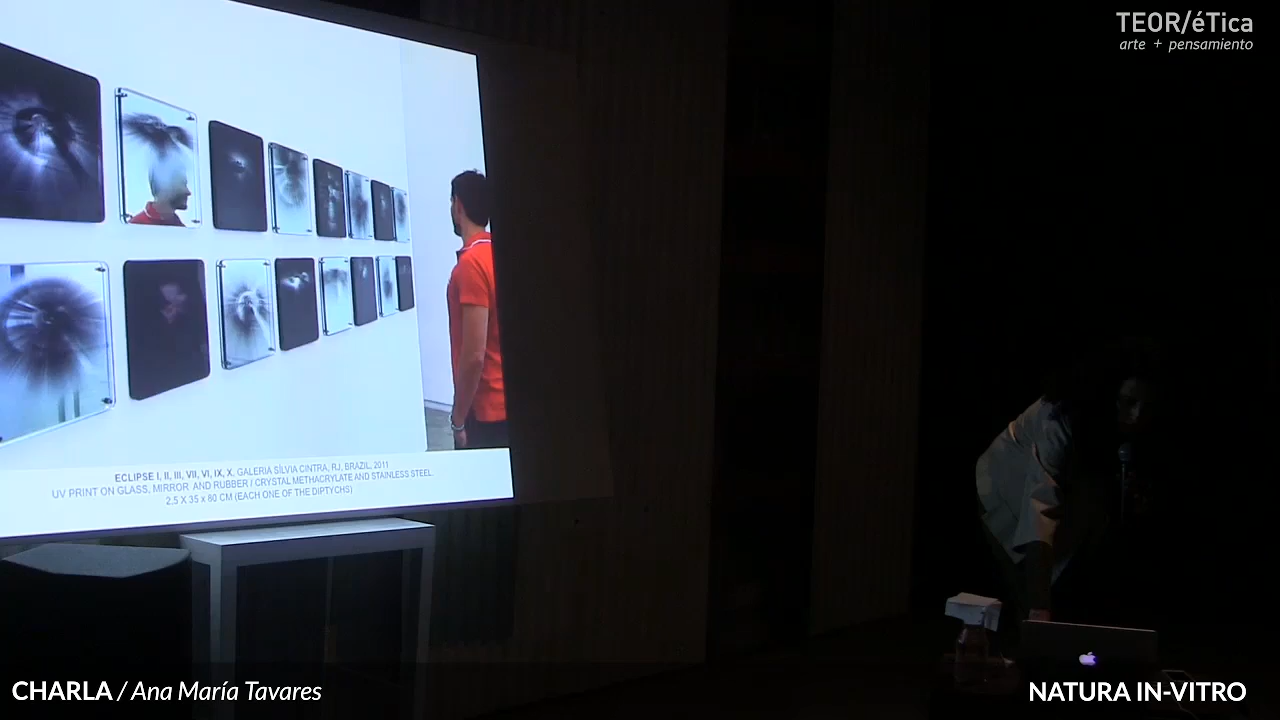 TEOR/éTica
arte + pensamiento
ECLIPSE I, II, III, VII, VI, IX, X. GALERIA SÍLVIA CINTRA, RJ, BRAZIL, 2011
UV PRINT ON GLASS, MIRROR AND RUBBER / CRYSTAL METHACRYLATE AND STAINLESS STEEL.
2,5 X 35 x 80 CM (EACH ONE OF THE DIPTYCHS)
CHARLA / Ana María Tavares
NATURA IN-VITRO